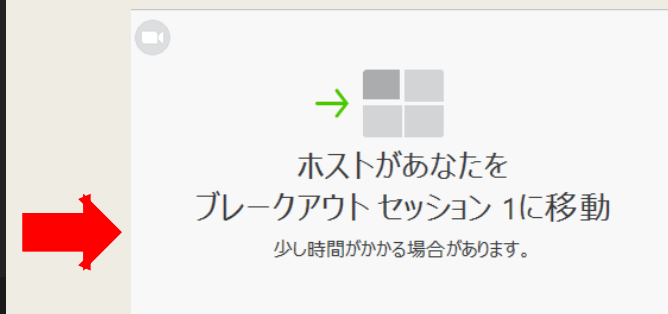 ホストがあなたを
ブレークアウト セッション 1に移動
少し時間がかかる場合があります。